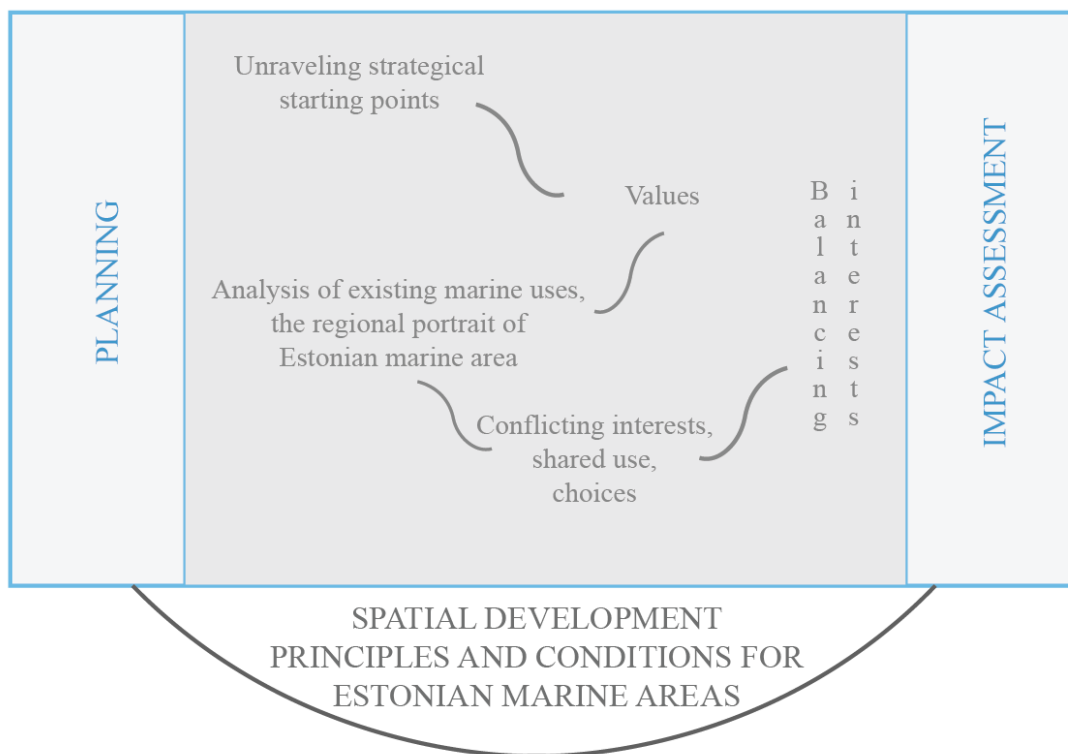 PLANNING
Unraveling strategical
starting points
Values
Analysis of existing marine uses,
the regional portrait of
Estonian marine area
Conflicting interests,
shared use,
choices
Balancing
interests
IMPACT ASSESSMENT
SPATIAL DEVELOPMENT
PRINCIPLES AND CONDITIONS FOR
ESTONIAN MARINE AREAS